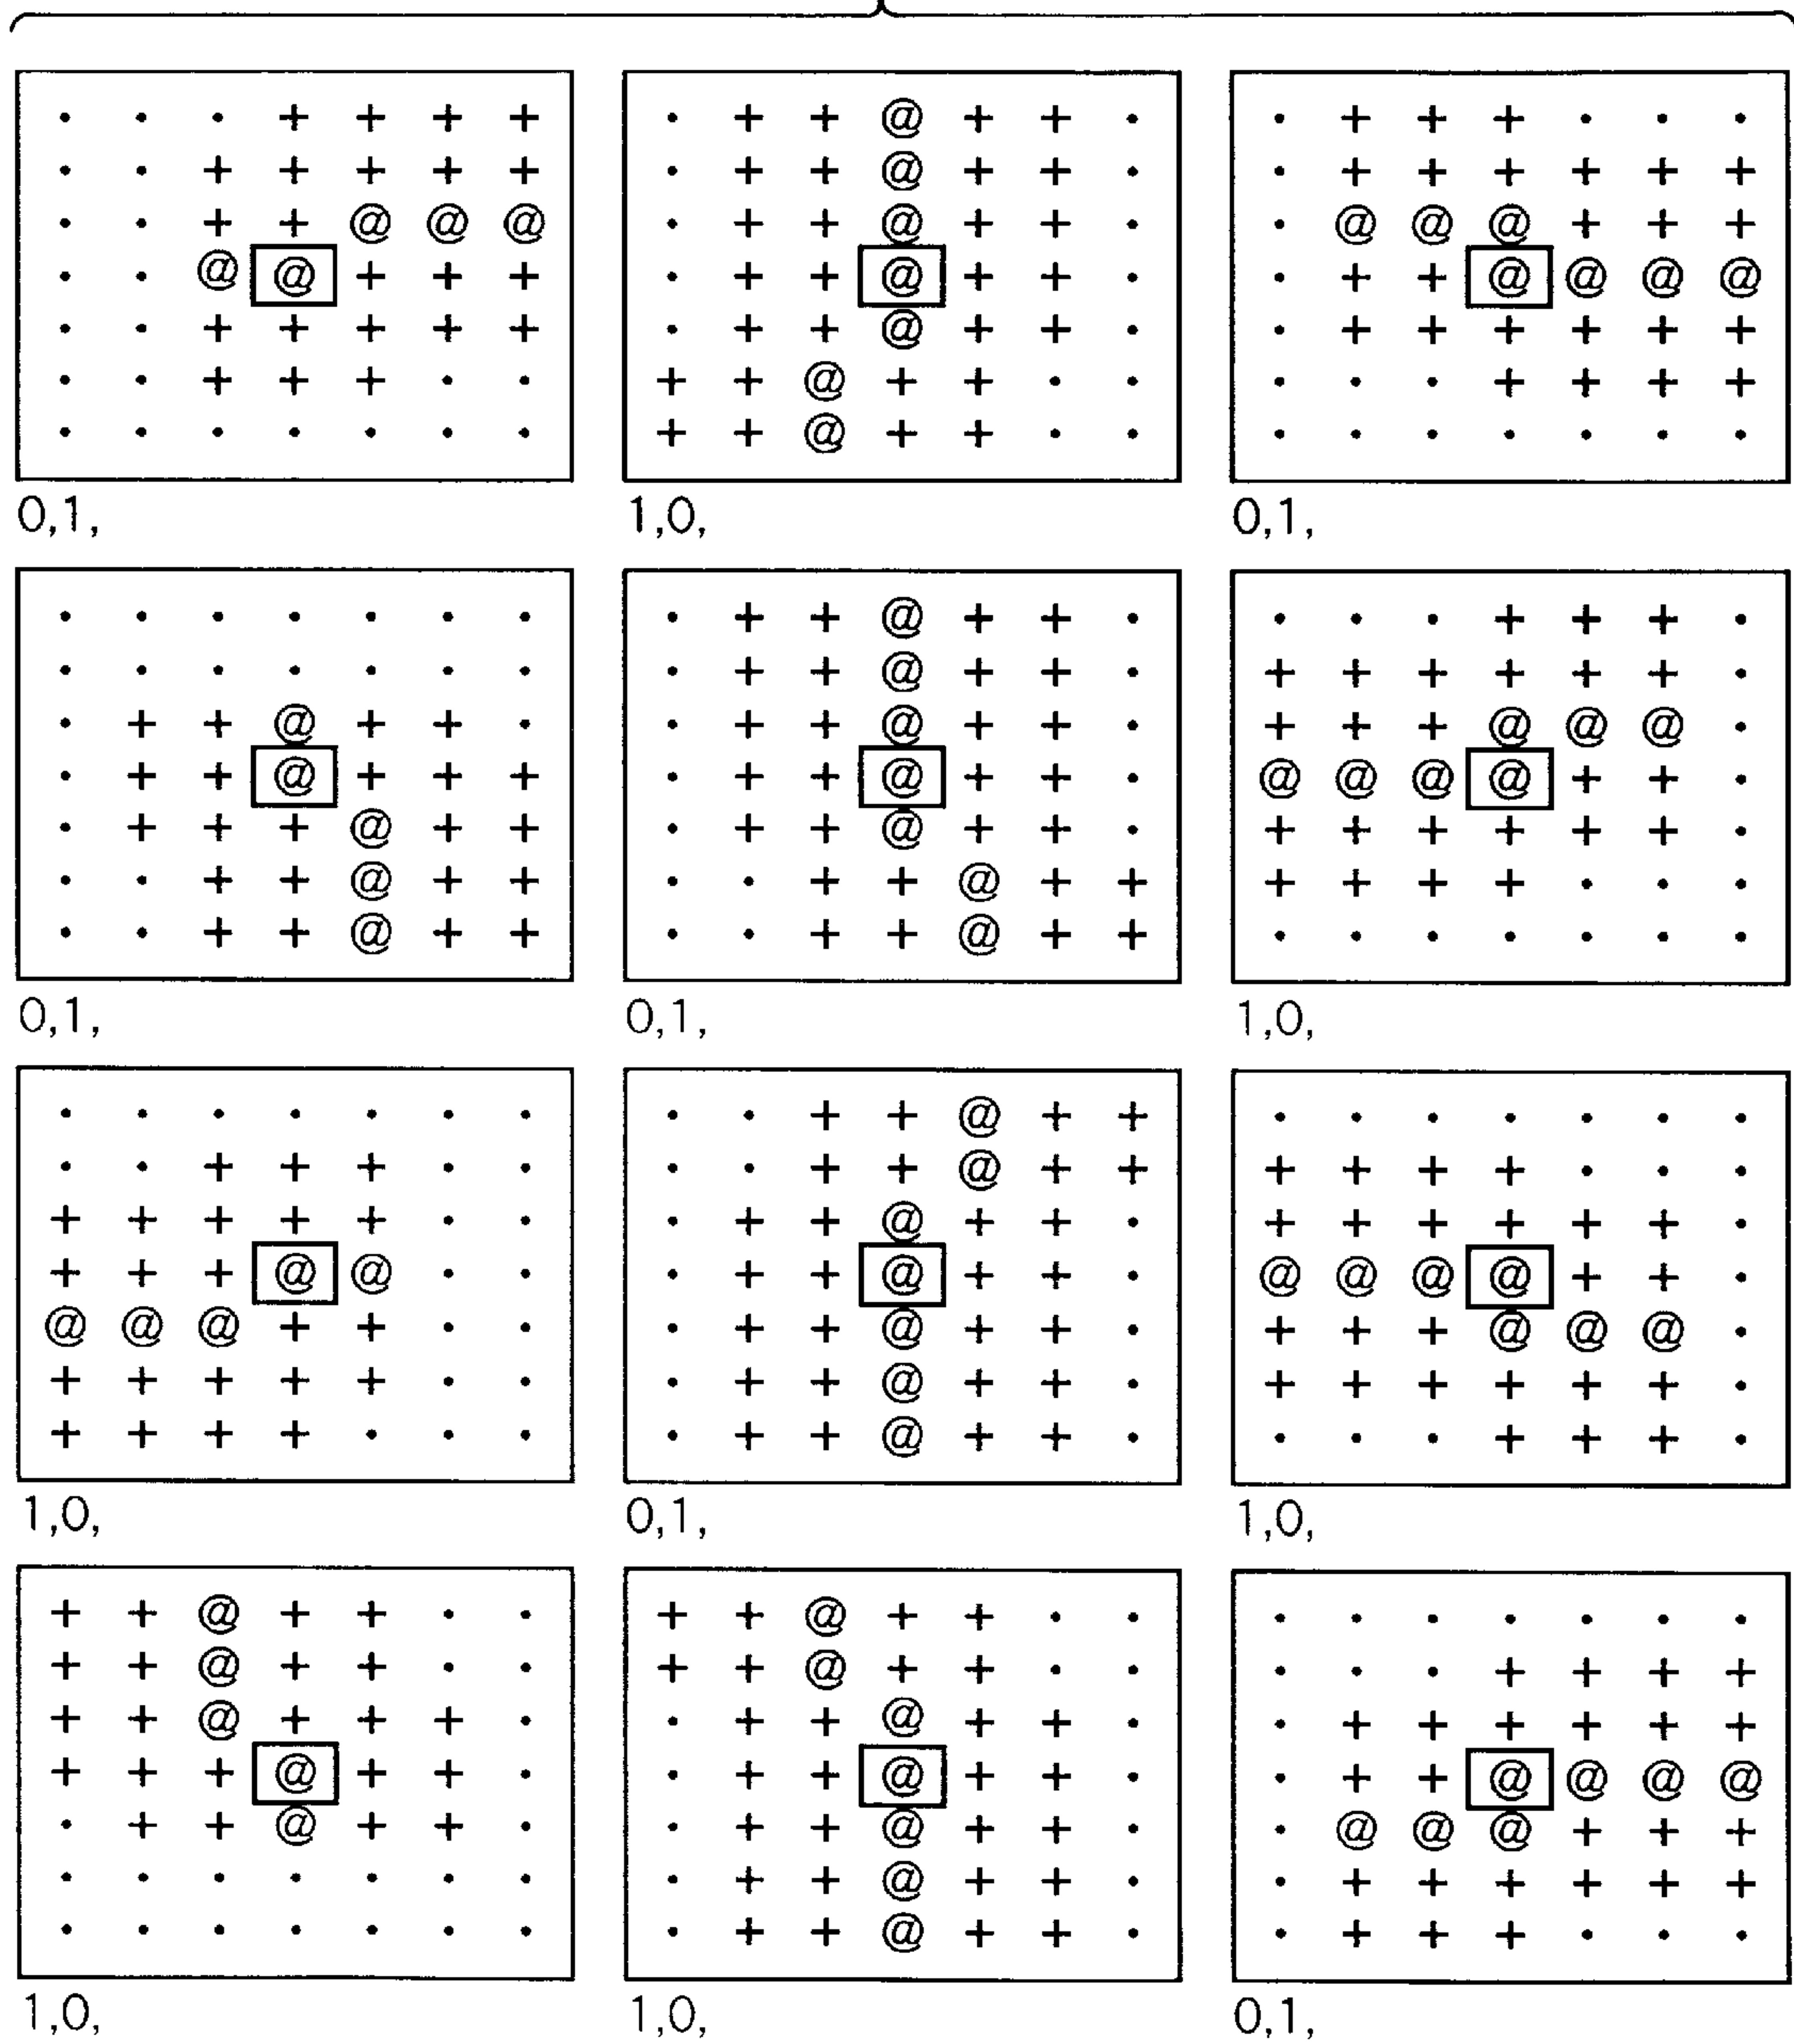 · · · + + + +
· · + + + + +
· · + + @ @ @
· · @ @ + + +
· · + + + + +
· · + + + · ·
· · · · · · ·
0,1,
· + + @ + + ·
· + + @ + + ·
· + + @ + + ·
· + + @ + + ·
· + + @ + + ·
+ + @ + + · ·
+ + @ + + · ·
1,0,
· + + + · · ·
· + + + + + +
· @ @ @ + + +
· + + @ @ @ @
· + + + + + +
· · · + + + +
· · · · · · ·
0,1,
· · · · · · ·
· · · · · · ·
· + + @ + + ·
· + + @ + + +
· + + + @ + +
· · + + @ + +
· · + + @ + +
0,1,
· + + @ + + ·
· + + @ + + ·
· + + @ + + ·
· + + @ + + ·
· + + @ + + ·
· · + + @ + +
· · + + @ + +
0,1,
· · · + + + ·
+ + + + + + ·
+ + + @ @ @ ·
@ @ @ @ + + ·
+ + + + + + ·
+ + + + · · ·
· · · · · · ·
1,0,
· · · · · · ·
· · + + + · ·
+ + + + + · ·
+ + + @ @ · ·
@ @ @ + + · ·
+ + + + + · ·
+ + + + · · ·
1,0,
· · + + @ + +
· · + + @ + +
· + + @ + + ·
· + + @ + + ·
· + + @ + + ·
· + + @ + + ·
· + + @ + + ·
0,1,
· · · · · · ·
+ + + + · · ·
+ + + + + + ·
@ @ @ @ + + ·
+ + + @ @ @ ·
+ + + + + + ·
· · · + + + ·
1,0,
+ + @ + + · ·
+ + @ + + · ·
+ + @ + + + ·
+ + + @ + + ·
· + + @ + + ·
· · · · · · ·
· · · · · · ·
1,0,
+ + @ + + · ·
+ + @ + + · ·
· + + @ + + ·
· + + @ + + ·
· + + @ + + ·
· + + @ + + ·
· + + @ + + ·
1,0,
· · · · · · ·
· · · + + + +
· + + + + + +
· + + @ @ @ @
· @ @ @ + + +
· + + + + + +
· + + + · · ·
0,1,